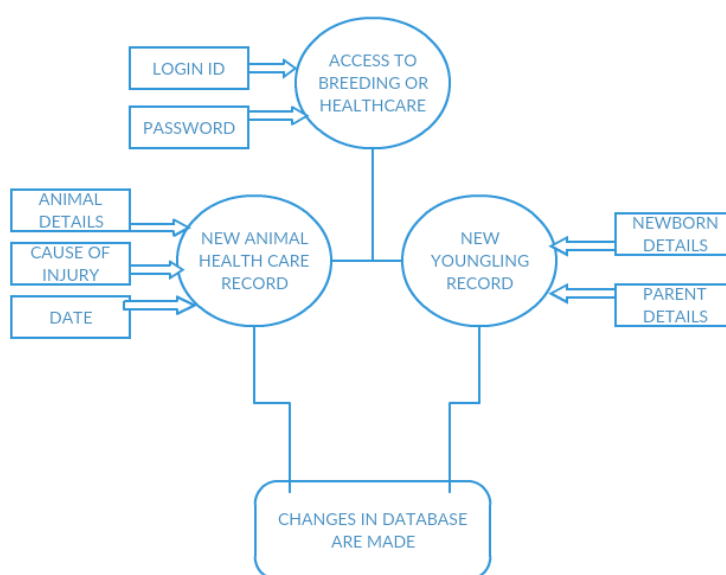 LOGIN ID
PASSWORD
ACCESS TO
BREEDING OR
HEALTHCARE
ANIMAL
DETAILS
CAUSE OF
INJURY
DATE
NEW ANIMAL
HEALTH CARE
RECORD
NEW
YOUNGLING
RECORD
NEWBORN
DETAILS
PARENT
DETAILS
CHANGES IN DATABASE
ARE MADE